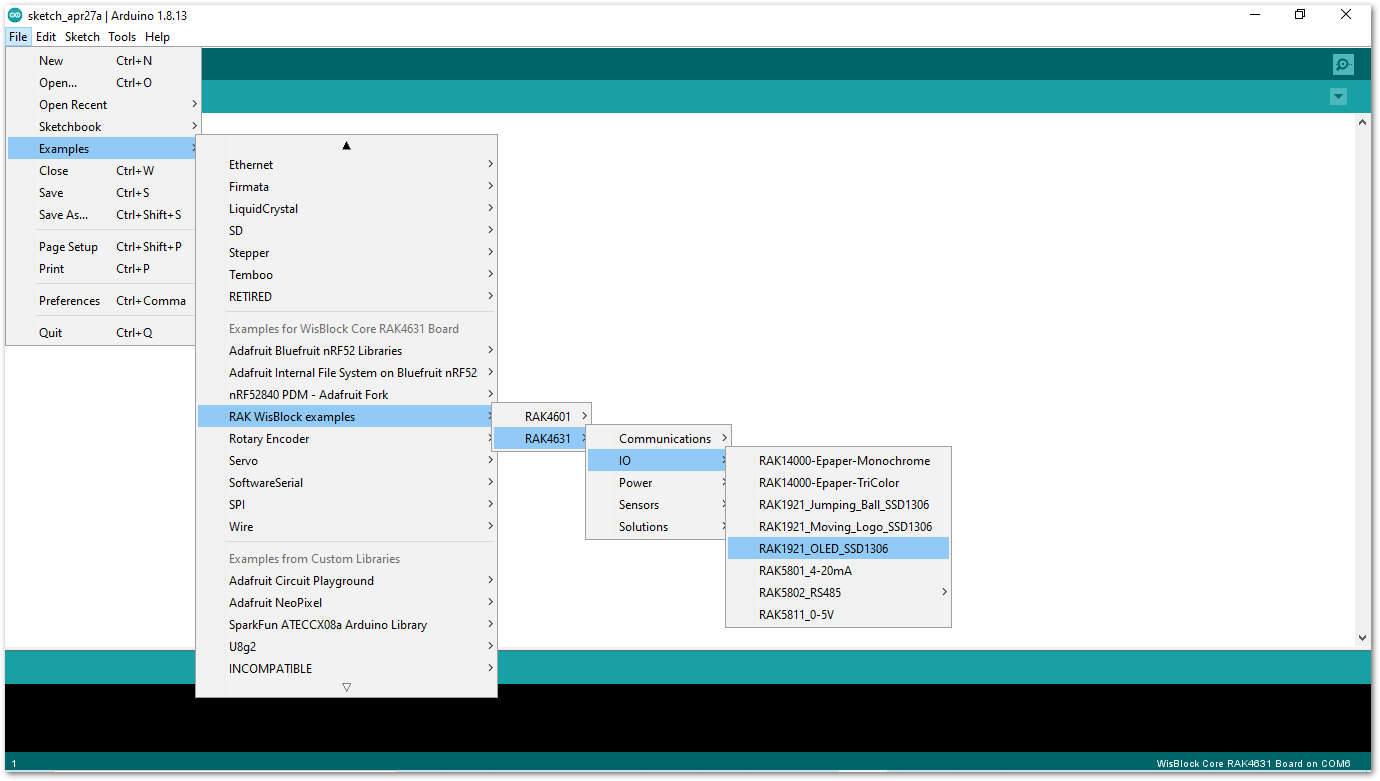 sketch_apr27a | Arduino 1.8.13
File Edit Sketch Tools Help
New Ctrl+N
Open... Ctrl+O
Open Recent
Sketchbook
Examples
Close Ctrl+W
Save Ctrl+S
Save As... Ctrl+Shift+S
Page Setup Ctrl+Shift+P
Print Ctrl+P
Preferences Ctrl+Comma
Quit Ctrl+Q
Ethernet
Firmata
LiquidCrystal
SD
Stepper
Temboo
RETIRED
Examples for WisBlock Core RAK4631 Board
Adafruit Bluefruit nRF52 Libraries
Adafruit Internal File System on Bluefruit nRF52
nRF52840 PDM - Adafruit Fork
RAK WisBlock examples
Rotary Encoder
Servo
SoftwareSerial
SPI
Wire
Examples from Custom Libraries
Adafruit Circuit Playground
Adafruit NeoPixel
SparkFun ATECCX08a Arduino Library
U8g2
INCOMPATIBLE
RAK4601
RAK4631
Communications
IO
Power
Sensors
Solutions
RAK14000-Epaper-Monochrome
RAK14000-Epaper-TriColor
RAK1921_Jumping_Ball_SSD1306
RAK1921_Moving_Logo_SSD1306
RAK1921_OLED_SSD1306
RAK5801_4-20mA
RAK5802_RS485
RAK5811_0-5V
1 WisBlock Core RAK4631 Board on COM6